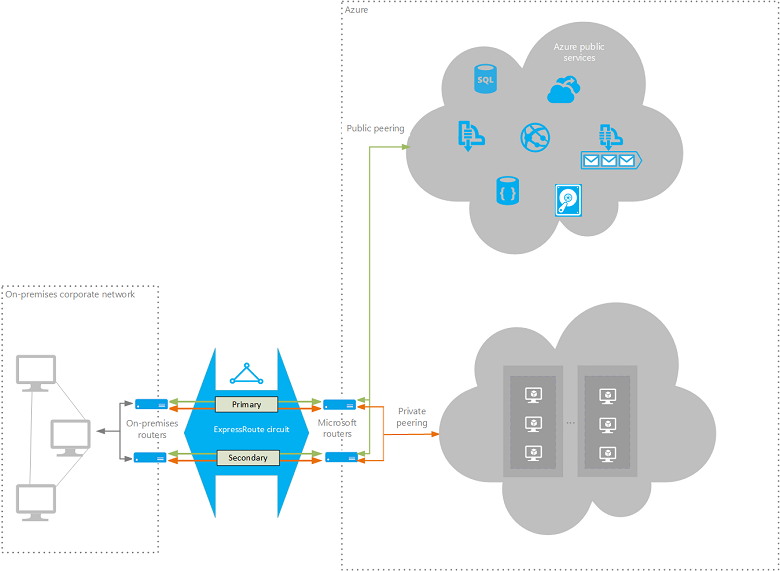 Azure
Azure public
services
SQL
Public peering
{ }
On-premises corporate network
Primary
On-premises
routers
ExpressRoute circuit
Microsoft
routers
Private
peering
...
Secondary